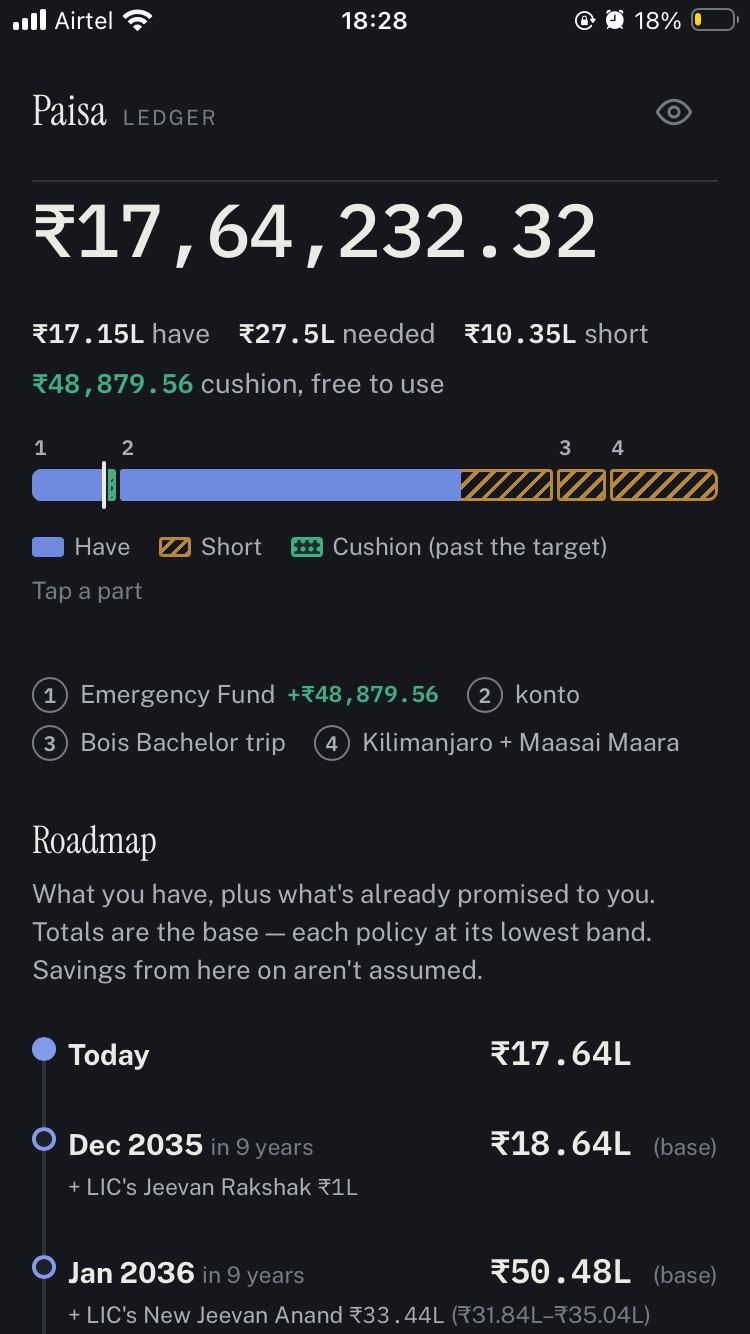 Airtel 18:28 18%
Paisa LEDGER
₹17,64,232.32
₹17.15L have ₹27.5L needed ₹10.35L short
₹48,879.56 cushion, free to use
1 2 3 4
Have Short Cushion (past the target)
Tap a part
1 Emergency Fund +₹48,879.56 2 konto
3 Bois Bachelor trip 4 Kilimanjaro + Maasai Maara
Roadmap
What you have, plus what's already promised to you.
Totals are the base — each policy at its lowest band.
Savings from here on aren't assumed.
Today ₹17.64L
Dec 2035 in 9 years ₹18.64L (base)
+ LIC's Jeevan Rakshak ₹1L
Jan 2036 in 9 years ₹50.48L (base)
+ LIC's New Jeevan Anand ₹33.44L (₹31.84L–₹35.04L)